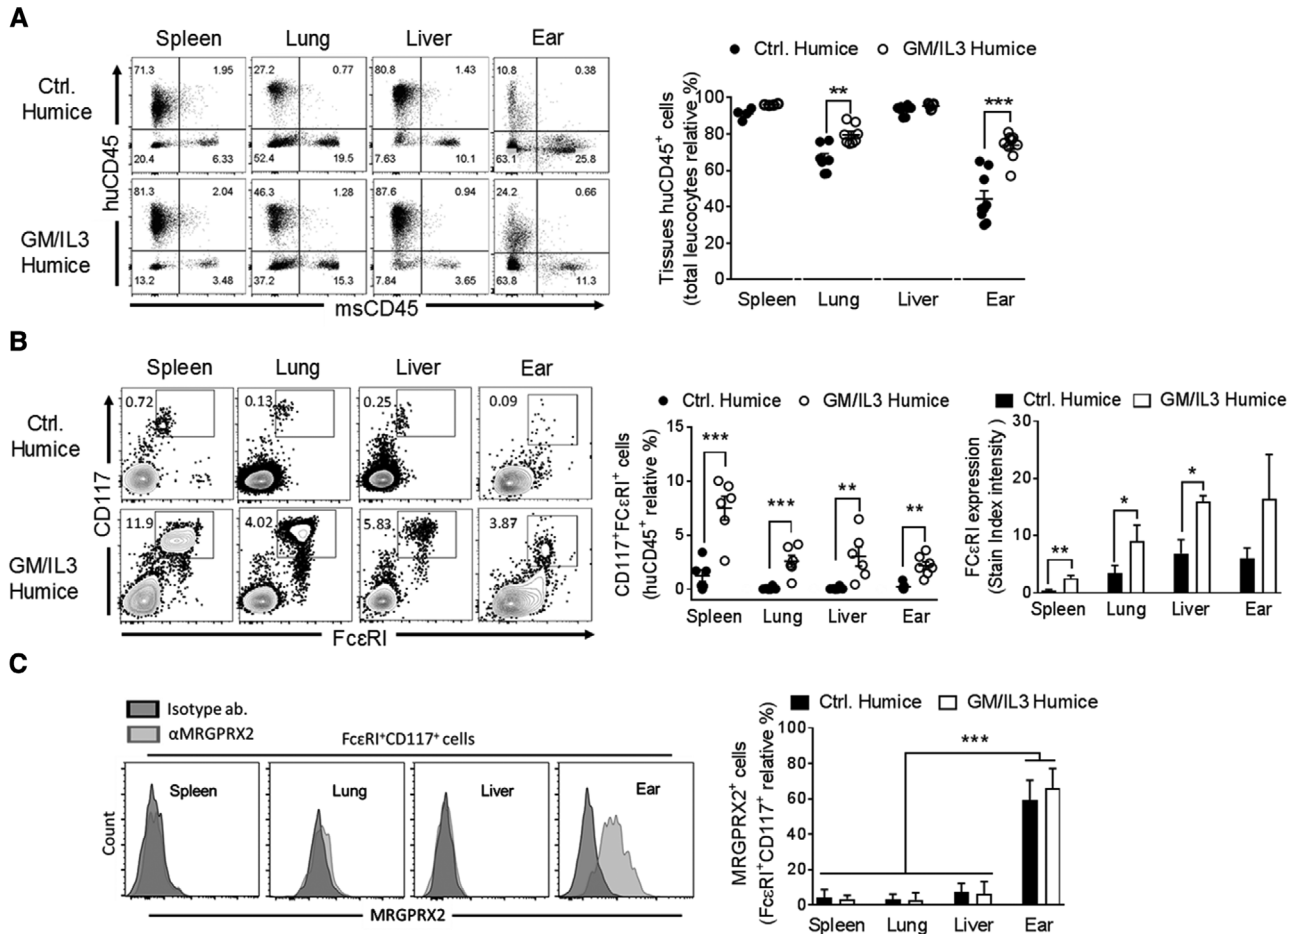 A
Spleen Lung Liver Ear
Ctrl. Humice
GM/IL3 Humice
huCD45
71.3 1.95 27.2 0.77 80.8 1.43 10.8 0.38
20.4 6.33 52.4 19.5 7.63 10.1 63.1 25.8
81.3 2.04 46.3 1.28 87.6 0.94 24.2 0.66
13.2 3.48 37.2 15.3 7.84 3.65 63.8 11.3
msCD45
Ctrl. Humice GM/IL3 Humice
Tissues huCD45⁺ cells
(total leucocytes relative %)
100
80
60
40
20
0
** ***
Spleen Lung Liver Ear
B
Spleen Lung Liver Ear
Ctrl. Humice
GM/IL3 Humice
CD117
0.72 0.13 0.25 0.09
11.9 4.02 5.83 3.87
FcεRI
Ctrl. Humice GM/IL3 Humice
CD117⁺FCεRI⁺ cells
(huCD45⁺ relative %)
15
10
5
0
*** *** ** **
Spleen Lung Liver Ear
Ctrl. Humice GM/IL3 Humice
FCεRI expression
(Stain Index intensity )
30
20
10
0
** * *
Spleen Lung Liver Ear
C
Isotype ab.
αMRGPRX2
FcεRI⁺CD117⁺ cells
Spleen Lung Liver Ear
Count
MRGPRX2
Ctrl. Humice GM/IL3 Humice
MRGPRX2⁺ cells
(FcεRI⁺CD117⁺ relative %)
100
80
60
40
20
0
***
Spleen Lung Liver Ear